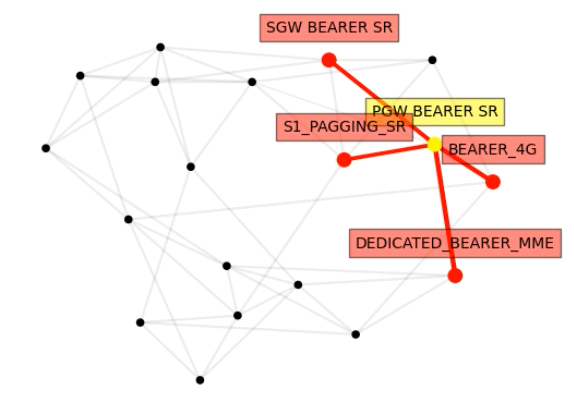 SGW BEARER SR
PGW BEARER SR
S1_PAGGING_SR
BEARER_4G
DEDICATED_BEARER_MME